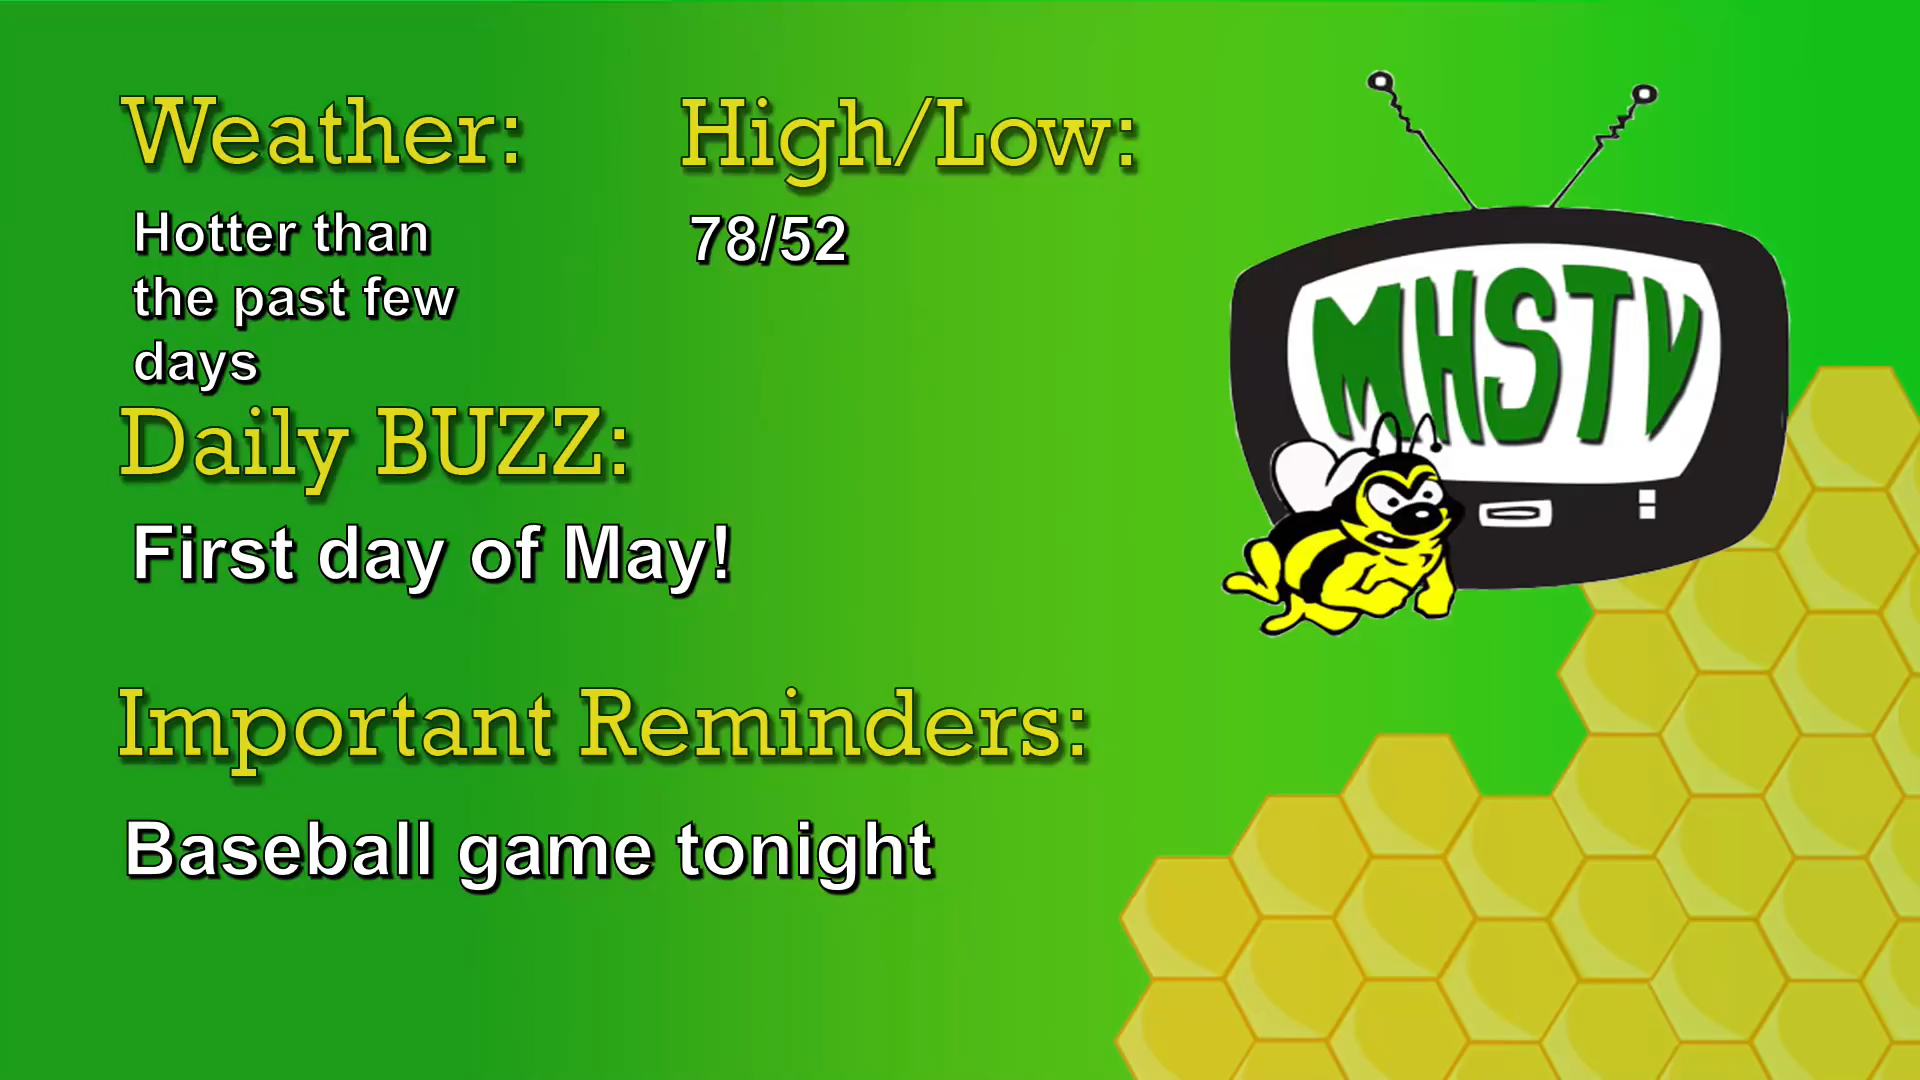 Weather:
Hotter than
the past few
days
High/Low:
78/52
MHSTV
Daily BUZZ:
First day of May!
Important Reminders:
Baseball game tonight